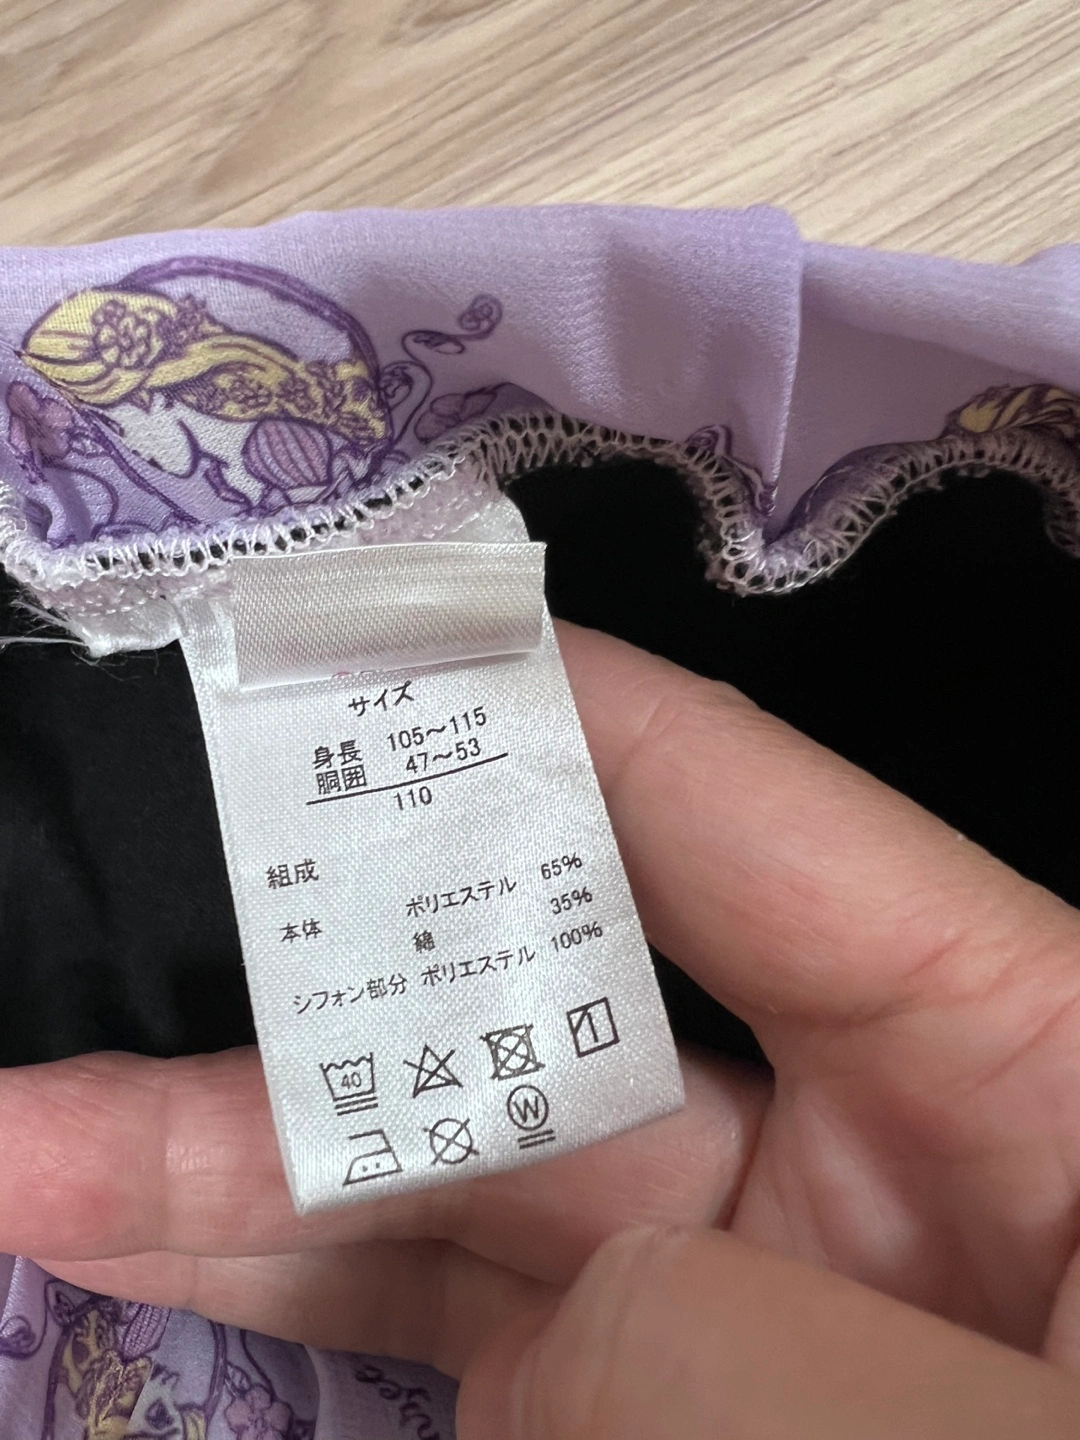 サイズ
身長 105〜115
胴囲 47〜53
110
組成
本体 ポリエステル 65%
綿 35%
シフォン部分 ポリエステル 100%
40
W